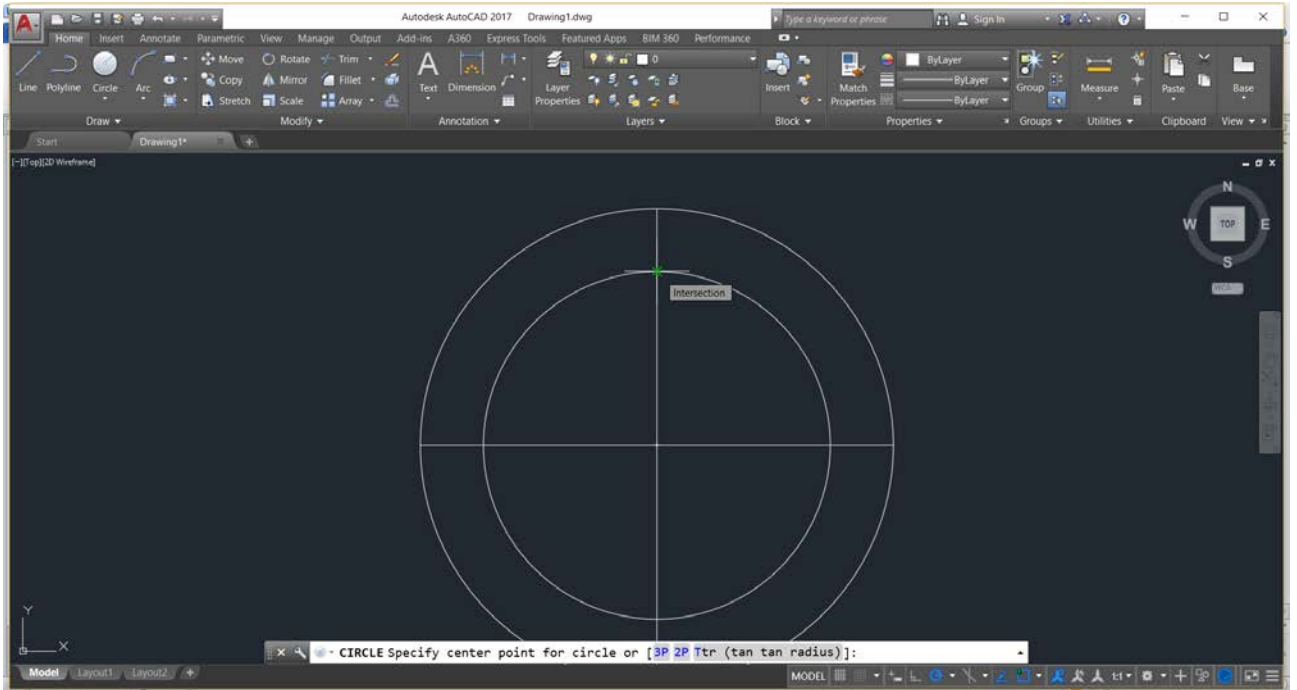 Autodesk AutoCAD 2017 Drawing1.dwg Type a keyword or phrase Sign In
Home Insert Annotate Parametric View Manage Output Add-ins A360 Express Tools Featured Apps BIM 360 Performance
Line Polyline Circle Arc
Move Rotate Trim
Copy Mirror Fillet
Stretch Scale Array
Text Dimension
Layer Properties
0
Insert
Match Properties
ByLayer
ByLayer
ByLayer
Group
Measure
Paste
Base
Draw Modify Annotation Layers Block Properties Groups Utilities Clipboard View
Start Drawing1*
[-][Top][2D Wireframe]
N
W TOP E
S
WCS
Intersection
Y
X
CIRCLE Specify center point for circle or [3P 2P Ttr (tan tan radius)]:
Model Layout1 Layout2 + MODEL 1:1